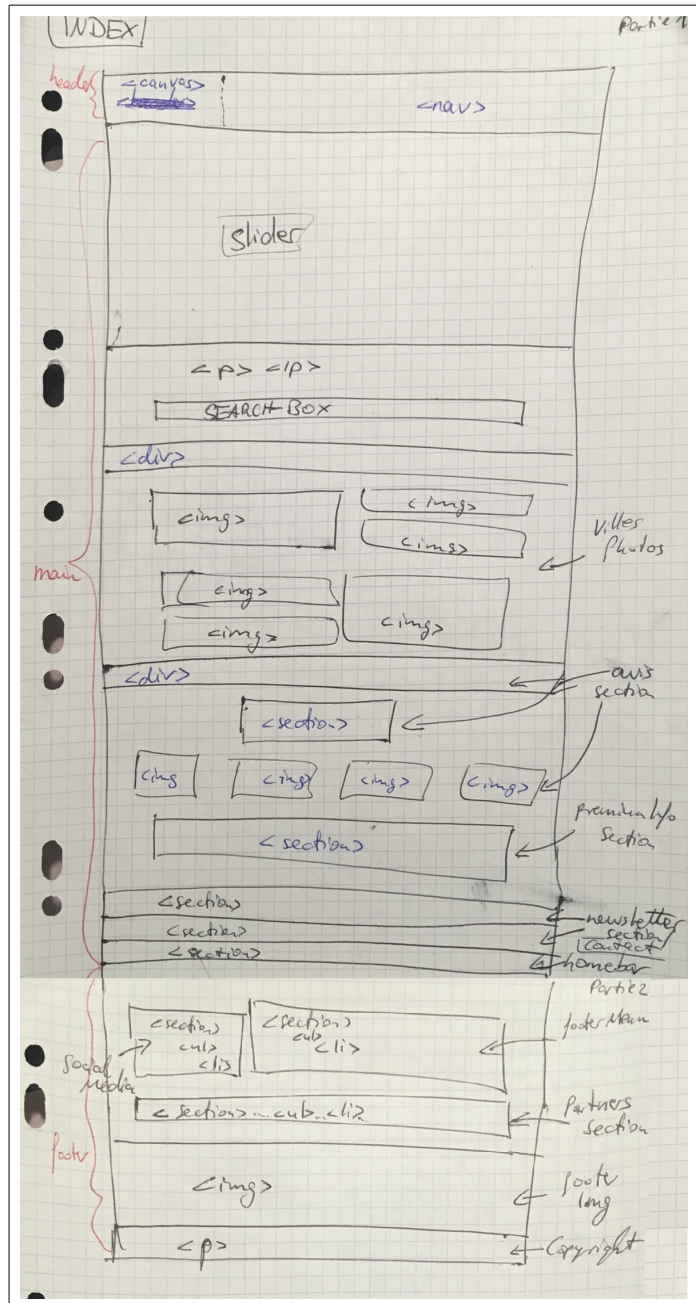 INDEX
Partie 1
header
<canvas>
<nav>
Slider
<p> </p>
SEARCH BOX
<div>
<img>
<img>
<img>
Villes
Photos
main
<img>
<img>
<img>
<div>
avis
section
<section>
<img
<img>
<img>
<img>
premium info
section
<section>
<section>
newsletter
section
<section>
contact
<section>
homebar
Partie 2
<section>
<ul>
<li>
<section>
<ul>
<li>
footer Menu
Social
Media
<section>...<ul>..<li>
Partners
section
footer
<img>
footer
img
<p>
Copyright